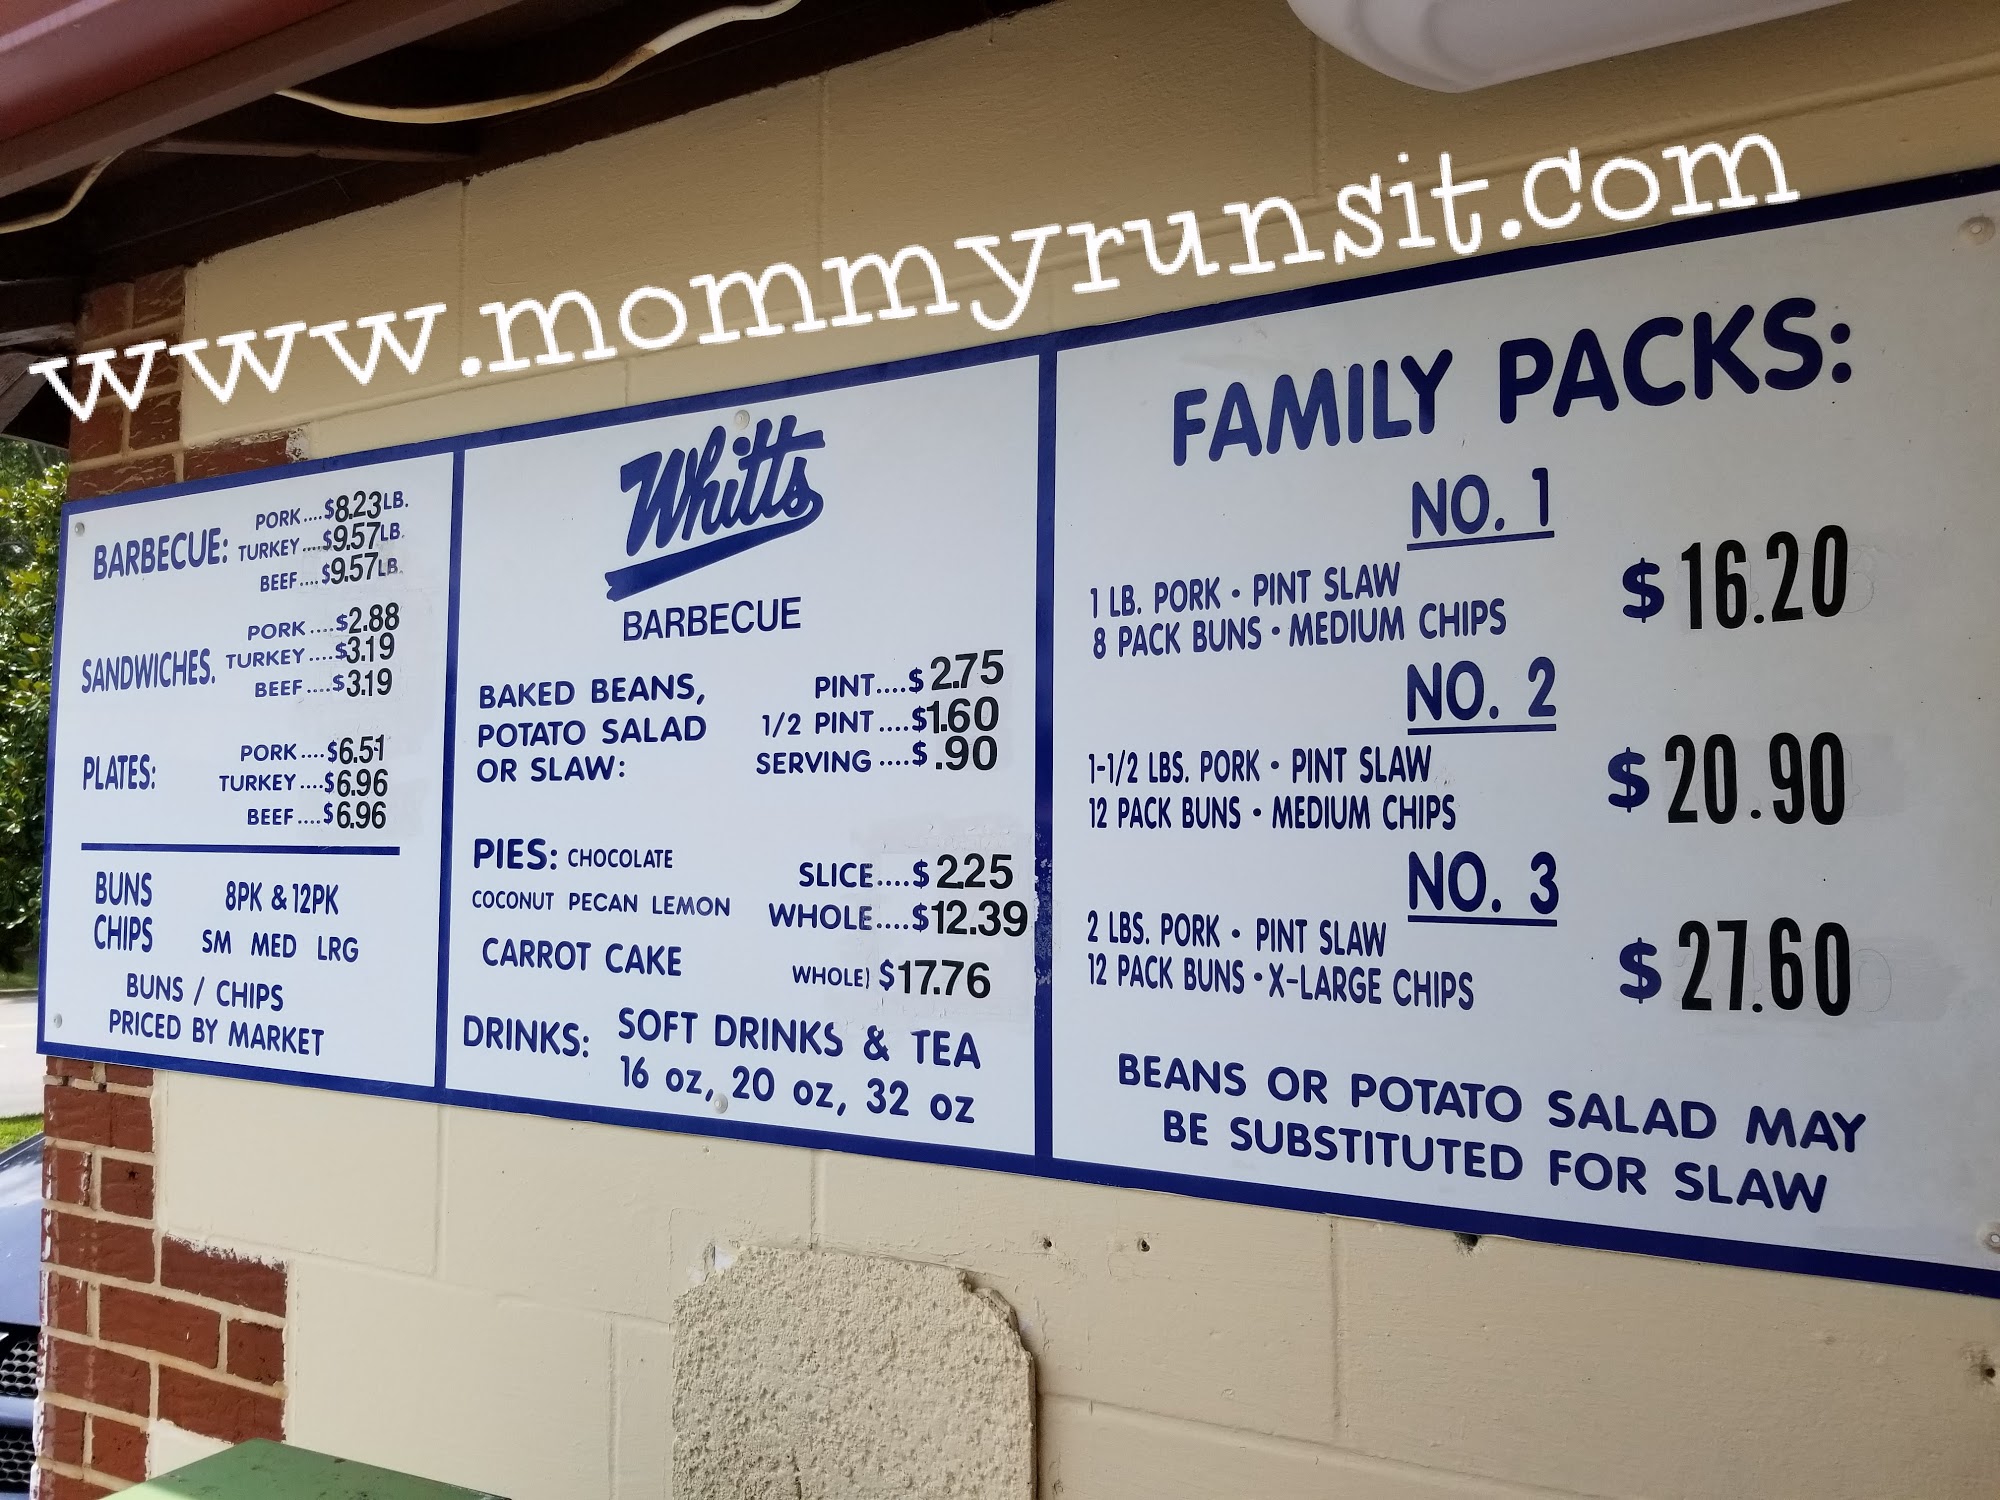 www.mommyrunsit.com
BARBECUE: PORK....$8.23LB.
TURKEY....$9.57LB.
BEEF....$9.57LB.
SANDWICHES. PORK....$2.88
TURKEY....$3.19
BEEF....$3.19
PLATES: PORK....$6.51
TURKEY....$6.96
BEEF....$6.96
BUNS 8PK & 12PK
CHIPS SM MED LRG
BUNS / CHIPS
PRICED BY MARKET
Whitts
BARBECUE
BAKED BEANS, PINT....$2.75
POTATO SALAD 1/2 PINT....$1.60
OR SLAW: SERVING....$.90
PIES: CHOCOLATE SLICE....$2.25
COCONUT PECAN LEMON WHOLE....$12.39
CARROT CAKE WHOLE) $17.76
DRINKS: SOFT DRINKS & TEA
16 oz, 20 oz, 32 oz
FAMILY PACKS:
NO. 1
1 LB. PORK • PINT SLAW $16.20
8 PACK BUNS • MEDIUM CHIPS
NO. 2
1-1/2 LBS. PORK • PINT SLAW $20.90
12 PACK BUNS • MEDIUM CHIPS
NO. 3
2 LBS. PORK • PINT SLAW $27.60
12 PACK BUNS • X-LARGE CHIPS
BEANS OR POTATO SALAD MAY
BE SUBSTITUTED FOR SLAW